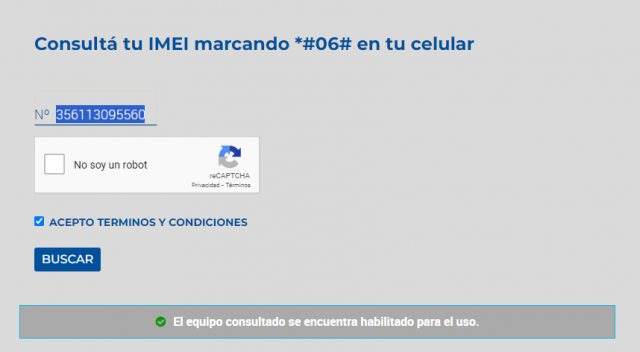 Consultá tu IMEI marcando *#06# en tu celular
Nº 356113095560
No soy un robot
reCAPTCHA
Privacidad - Términos
ACEPTO TERMINOS Y CONDICIONES
BUSCAR
El equipo consultado se encuentra habilitado para el uso.